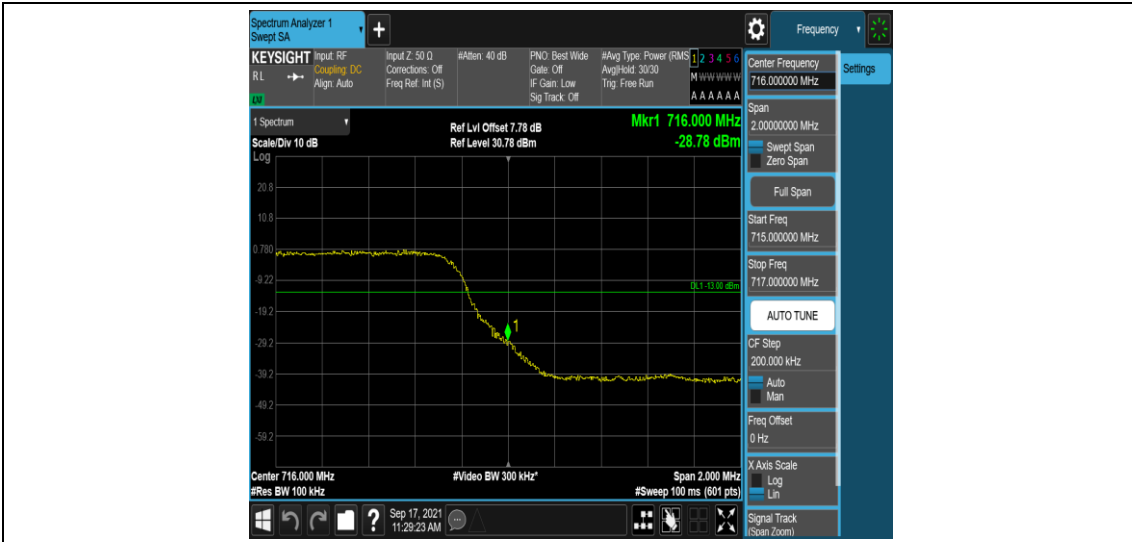 Spectrum Analyzer 1
Swept SA
+
Frequency
KEYSIGHT
RL
LXI
Input: RF
Coupling: DC
Align: Auto
Input Z: 50 Ω
Corrections: Off
Freq Ref: Int (S)
#Atten: 40 dB
PNO: Best Wide
Gate: Off
IF Gain: Low
Sig Track: Off
#Avg Type: Power (RMS
Avg|Hold: 30/30
Trig: Free Run
1 2 3 4 5 6
M W W W W W
A A A A A A
1 Spectrum
Scale/Div 10 dB
Log
Ref Lvl Offset 7.78 dB
Ref Level 30.78 dBm
Mkr1 716.000 MHz
-28.78 dBm
20.8
10.8
0.780
-9.22
-19.2
-29.2
-39.2
-49.2
-59.2
DL1 -13.00 dBm
1
Center 716.000 MHz
#Res BW 100 kHz
#Video BW 300 kHz*
Span 2.000 MHz
#Sweep 100 ms (601 pts)
?
Sep 17, 2021
11:29:23 AM
Center Frequency
716.000000 MHz
Span
2.00000000 MHz
Swept Span
Zero Span
Full Span
Start Freq
715.000000 MHz
Stop Freq
717.000000 MHz
AUTO TUNE
CF Step
200.000 kHz
Auto
Man
Freq Offset
0 Hz
X Axis Scale
Log
Lin
Signal Track
(Span Zoom)
Settings